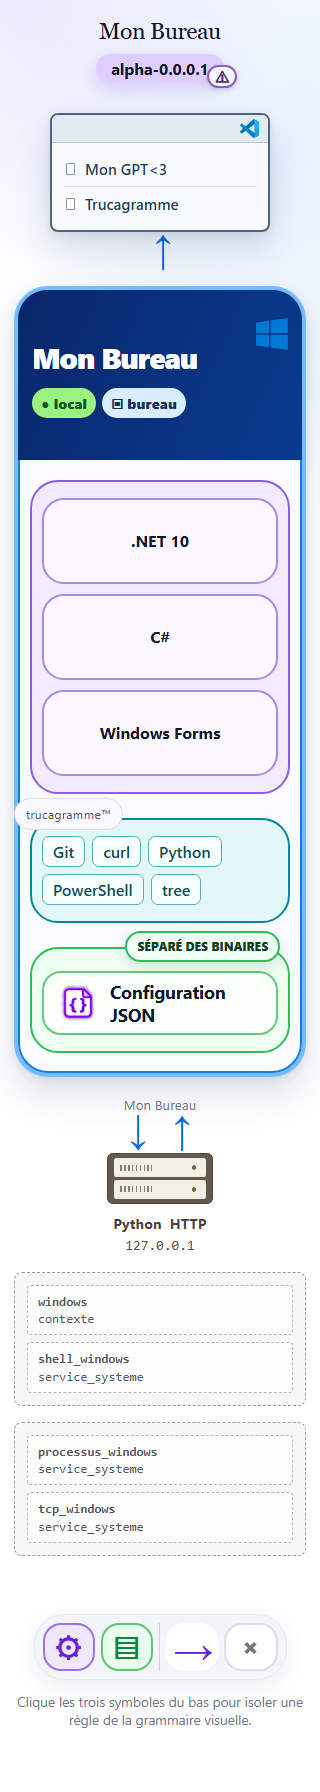 Mon Bureau
alpha-0.0.0.1
Mon GPT<3
Trucagramme
Mon Bureau
● local
bureau
.NET 10
C#
Windows Forms
trucagramme™
Git curl Python
PowerShell tree
SÉPARÉ DES BINAIRES
Configuration
JSON
Mon Bureau
Python HTTP
127.0.0.1
windows
contexte
shell_windows
service_systeme
processus_windows
service_systeme
tcp_windows
service_systeme
Clique les trois symboles du bas pour isoler une
règle de la grammaire visuelle.